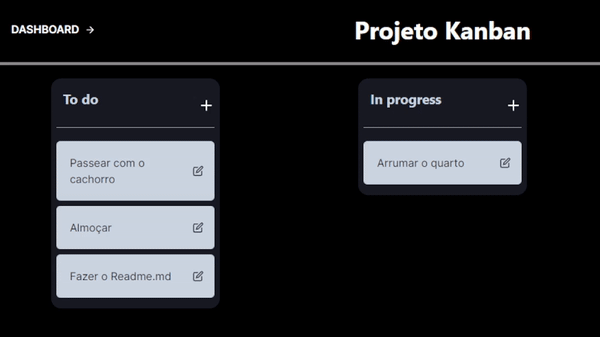 DASHBOARD →
Projeto Kanban
To do
Passear com o
cachorro
Almoçar
Fazer o Readme.md
In progress
Arrumar o quarto